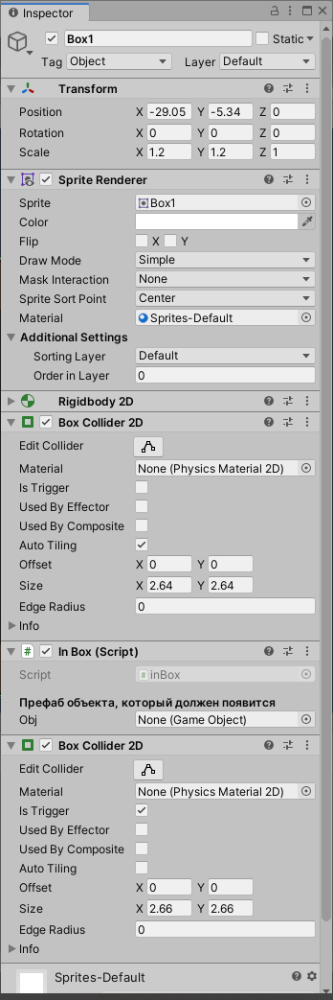 Inspector
Box1 Static
Tag Object Layer Default
Transform
Position X -29.05 Y -5.34 Z 0
Rotation X 0 Y 0 Z 0
Scale X 1.2 Y 1.2 Z 1
Sprite Renderer
Sprite Box1
Color
Flip X Y
Draw Mode Simple
Mask Interaction None
Sprite Sort Point Center
Material Sprites-Default
Additional Settings
Sorting Layer Default
Order in Layer 0
Rigidbody 2D
Box Collider 2D
Edit Collider
Material None (Physics Material 2D)
Is Trigger
Used By Effector
Used By Composite
Auto Tiling
Offset X 0 Y 0
Size X 2.64 Y 2.64
Edge Radius 0
Info
# In Box (Script)
Script # inBox
Префаб объекта, который должен появится
Obj None (Game Object)
Box Collider 2D
Edit Collider
Material None (Physics Material 2D)
Is Trigger
Used By Effector
Used By Composite
Auto Tiling
Offset X 0 Y 0
Size X 2.66 Y 2.66
Edge Radius 0
Info
Sprites-Default